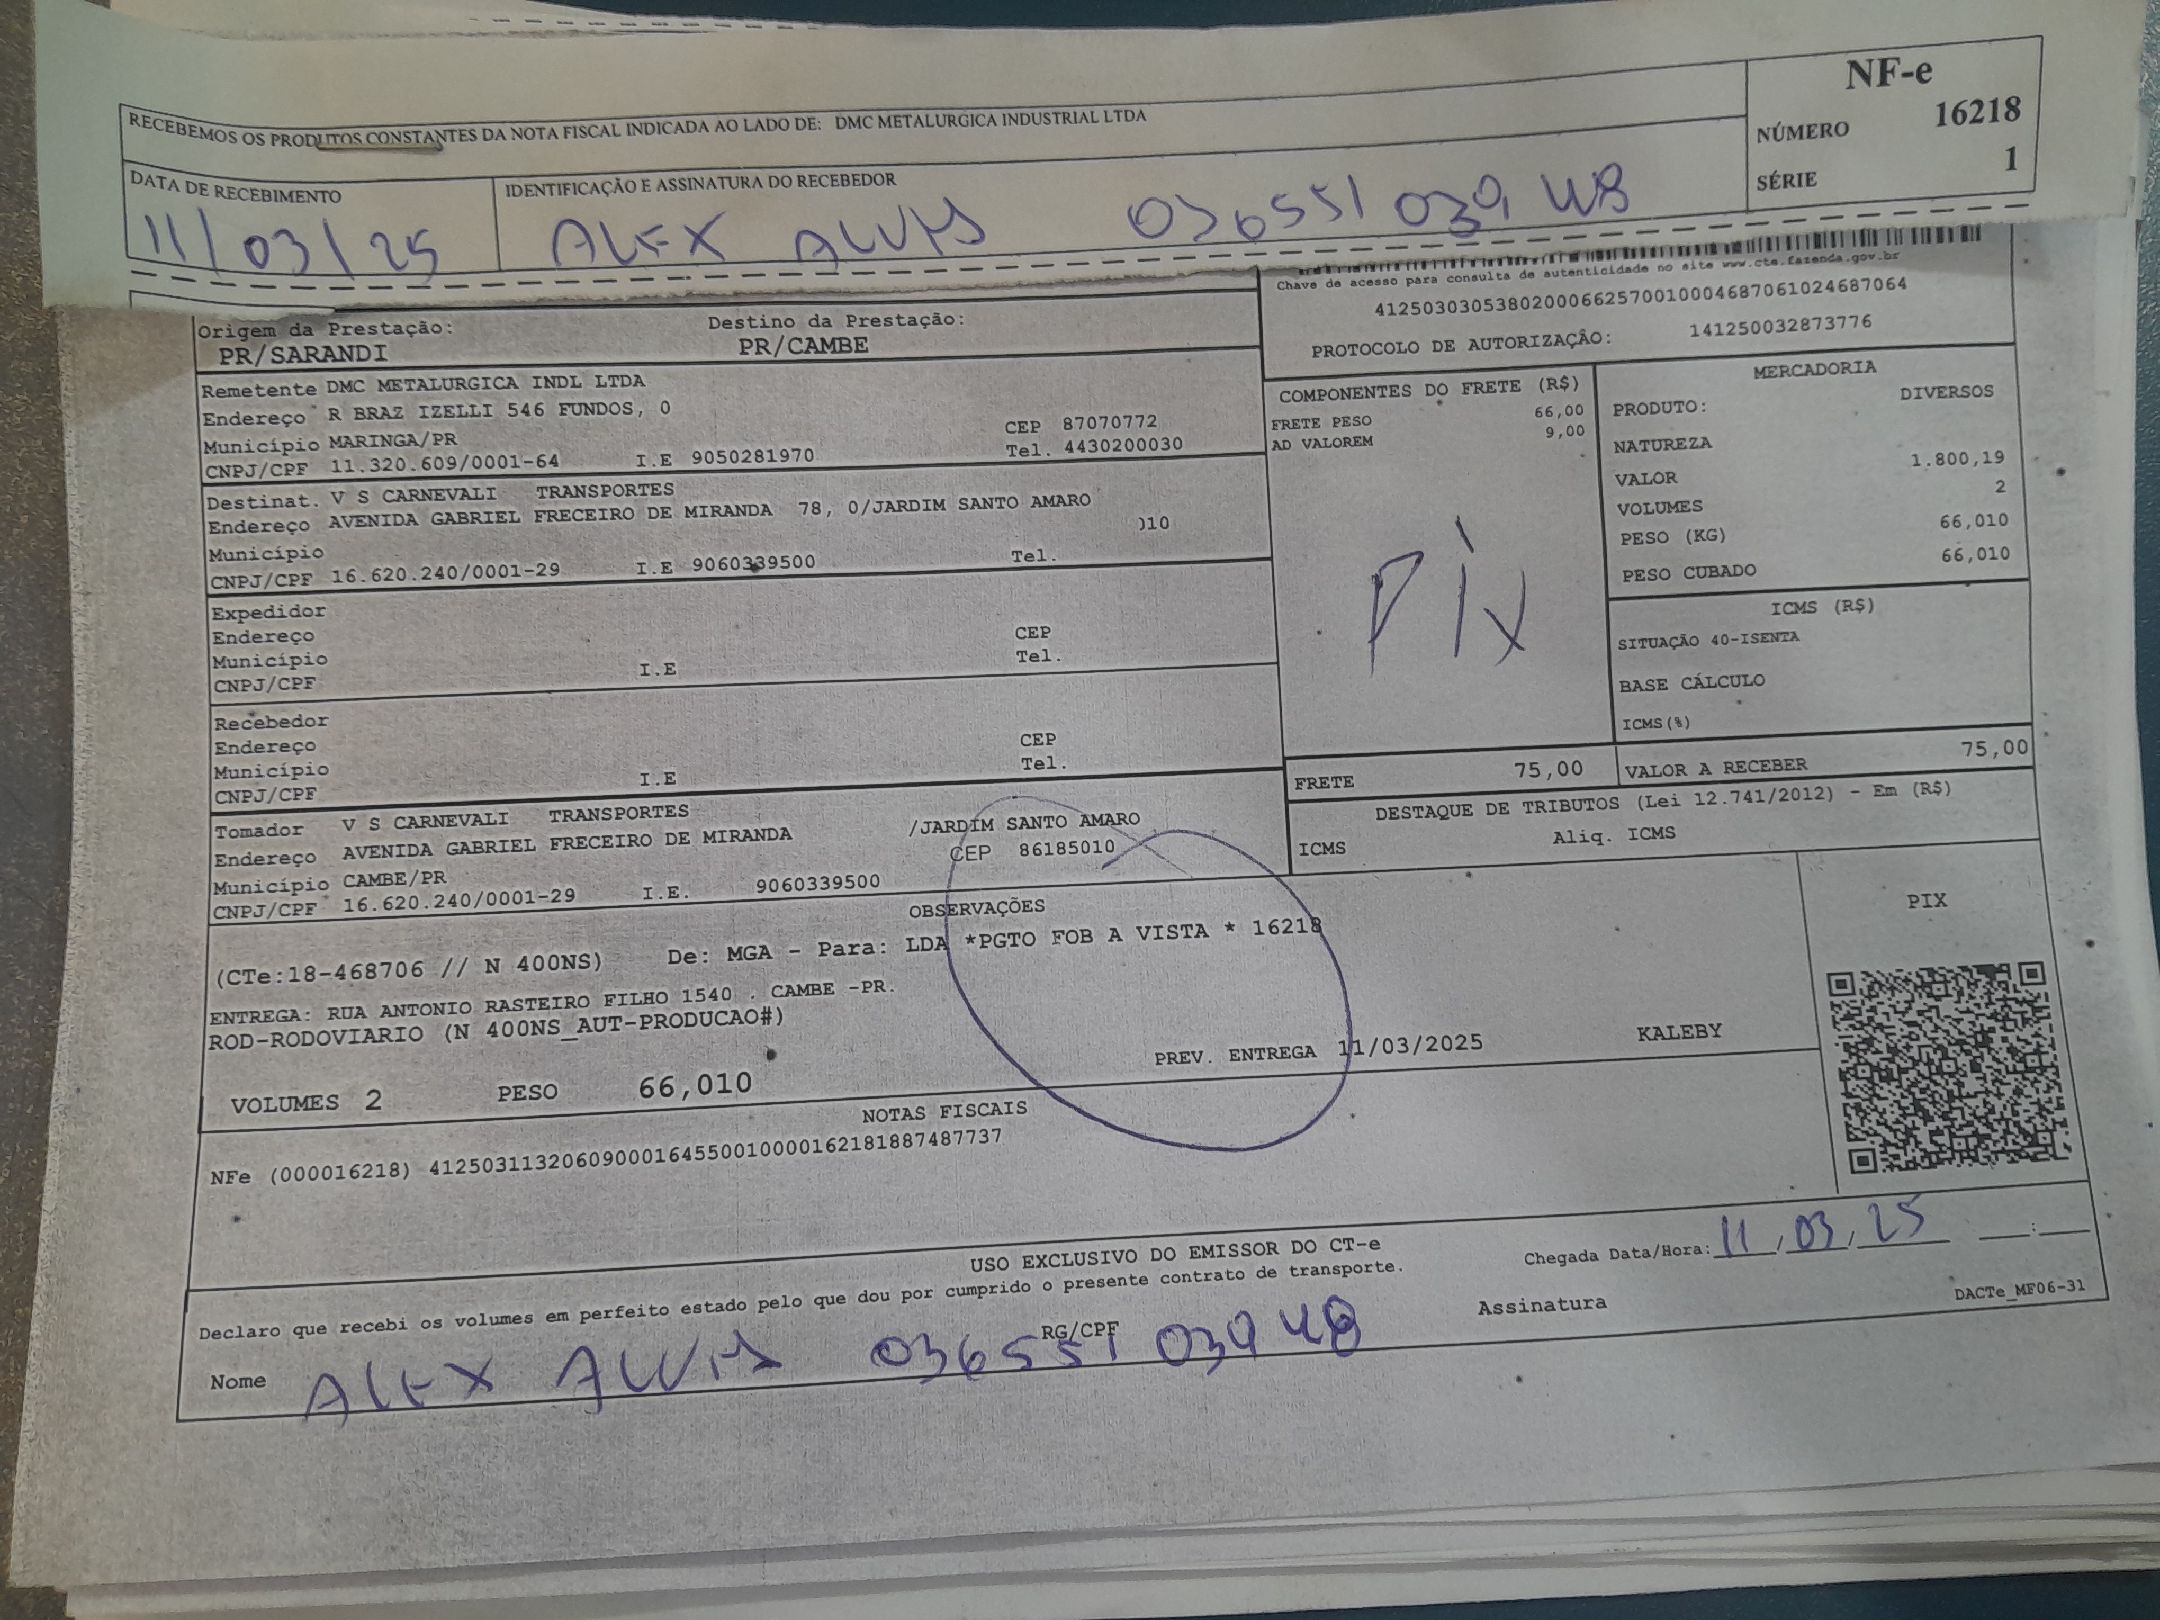 NF-e
RECEBEMOS OS PRODUTOS CONSTANTES DA NOTA FISCAL INDICADA AO LADO DE: DMC METALURGICA INDUSTRIAL LTDA
NÚMERO 16218
SÉRIE 1
DATA DE RECEBIMENTO IDENTIFICAÇÃO E ASSINATURA DO RECEBEDOR
11/03/25 ALEX 036551 039 48
Chave de acesso para consulta de autenticidade no site www.cte.fazenda.gov.br
41250303053802000662570010004687061024687064
PROTOCOLO DE AUTORIZAÇÂO: 141250032873776
Origem da Prestação: Destino da Prestação:
PR/SARANDI PR/CAMBE
Remetente DMC METALURGICA INDL LTDA
Endereço R BRAZ IZELLI 546 FUNDOS, 0
Município MARINGA/PR CEP 87070772
CNPJ/CPF 11.320.609/0001-64 I.E 9050281970 Tel. 4430200030
Destinat. V S CARNEVALI TRANSPORTES
Endereço AVENIDA GABRIEL FRECEIRO DE MIRANDA 78, 0/JARDIM SANTO AMARO
Município 010
CNPJ/CPF 16.620.240/0001-29 I.E 9060339500 Tel.
Expedidor
Endereço
Município CEP
CNPJ/CPF I.E Tel.
Recebedor
Endereço
Município CEP
CNPJ/CPF I.E Tel.
Tomador V S CARNEVALI TRANSPORTES
Endereço AVENIDA GABRIEL FRECEIRO DE MIRANDA /JARDIM SANTO AMARO
Município CAMBE/PR CEP 86185010
CNPJ/CPF 16.620.240/0001-29 I.E. 9060339500
COMPONENTES DO FRETE (R$)
FRETE PESO 66,00
AD VALOREM 9,00
Pix
MERCADORIA
PRODUTO: DIVERSOS
NATUREZA
VALOR 1.800,19
VOLUMES 2
PESO (KG) 66,010
PESO CUBADO 66,010
ICMS (R$)
SITUAÇÃO 40-ISENTA
BASE CÁLCULO
ICMS(%)
FRETE 75,00 VALOR A RECEBER 75,00
DESTAQUE DE TRIBUTOS (Lei 12.741/2012) - Em (R$)
ICMS Aliq. ICMS
OBSERVAÇÕES
(CTe:18-468706 // N 400NS) De: MGA - Para: LDA *PGTO FOB A VISTA * 16218
ENTREGA: RUA ANTONIO RASTEIRO FILHO 1540 . CAMBE -PR.
ROD-RODOVIARIO (N 400NS_AUT-PRODUCAO#)
PREV. ENTREGA 11/03/2025 KALEBY
VOLUMES 2 PESO 66,010
PIX
NOTAS FISCAIS
NFe (000016218) 41250311320609000164550010000162181887487737
USO EXCLUSIVO DO EMISSOR DO CT-e
Declaro que recebi os volumes em perfeito estado pelo que dou por cumprido o presente contrato de transporte.
Chegada Data/Hora: 11/03/25 __:__
Nome ALEX RG/CPF 036551 039 48 Assinatura
DACTe_MF06-31